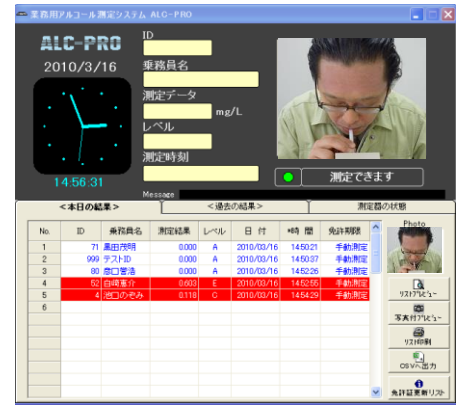 業務用アルコール測定システム ALC-PRO
ALC-PRO
2010/3/16
14:56:31
ID
乗務員名
測定データ
mg/L
レベル
測定時刻
測定できます
Message
<本日の結果>
<過去の結果>
測定器の状態
No. ID 乗務員名 測定結果 レベル 日 付 時 間 免許期限
1 71 黒田茂明 0.000 A 2010/03/16 14:50:21 手動測定
2 999 テストID 0.000 A 2010/03/16 14:50:37 手動測定
3 80 息口管浩 0.000 A 2010/03/16 14:52:26 手動測定
4 52 白崎恵介 0.603 E 2010/03/16 14:52:55 手動測定
5 4 池口のぞみ 0.118 C 2010/03/16 14:54:29 手動測定
6
Photo
リストプレビュー
写真付プレビュー
リスト印刷
CSVへ出力
免許証更新リスト